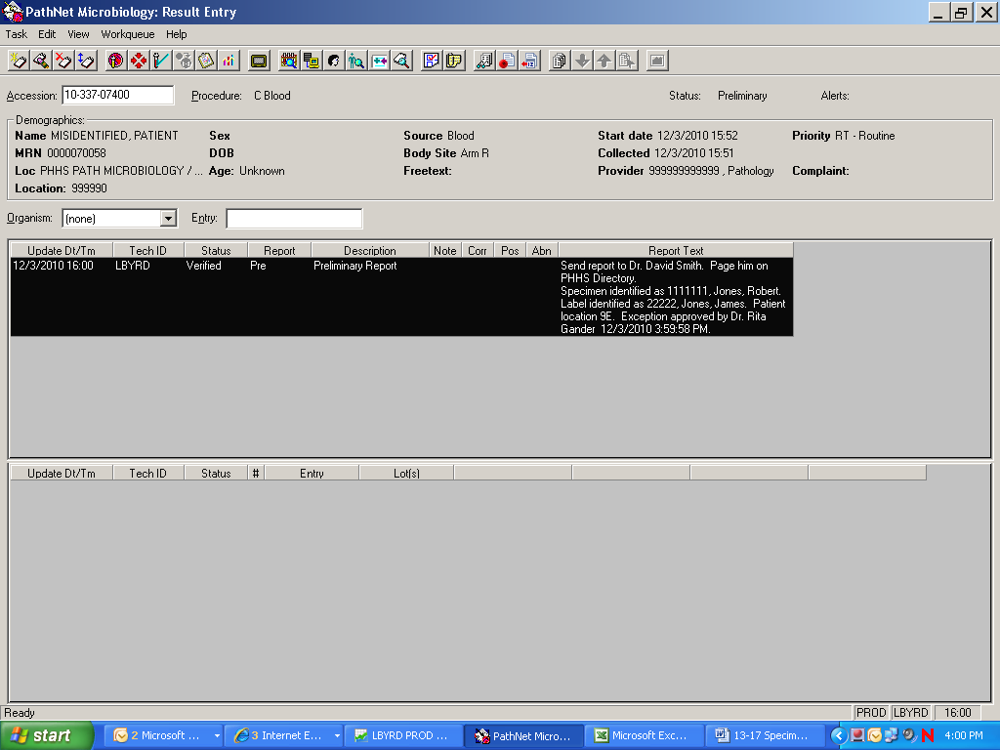 PathNet Microbiology: Result Entry
Task Edit View Workqueue Help
Accession: 10-337-07400 Procedure: C Blood Status: Preliminary Alerts:
Demographics:
Name MISIDENTIFIED, PATIENT Sex Source Blood Start date 12/3/2010 15:52 Priority RT - Routine
MRN 0000070058 DOB Body Site Arm R Collected 12/3/2010 15:51
Loc PHHS PATH MICROBIOLOGY / ... Age: Unknown Freetext: Provider 999999999999 , Pathology Complaint:
Location: 999990
Organism: (none) Entry:
Update Dt/Tm Tech ID Status Report Description Note Corr Pos Abn Report Text
12/3/2010 16:00 LBYRD Verified Pre Preliminary Report Send report to Dr. David Smith. Page him on
PHHS Directory.
Specimen identified as 1111111, Jones, Robert.
Label identified as 22222, Jones, James. Patient
location 9E. Exception approved by Dr. Rita
Gander 12/3/2010 3:59:58 PM.
Update Dt/Tm Tech ID Status # Entry Lot(s)
Ready PROD LBYRD 16:00
start 2 Microsoft ... 3 Internet E... LBYRD PROD ... PathNet Micro... Microsoft Exc... 13-17 Specim... 4:00 PM